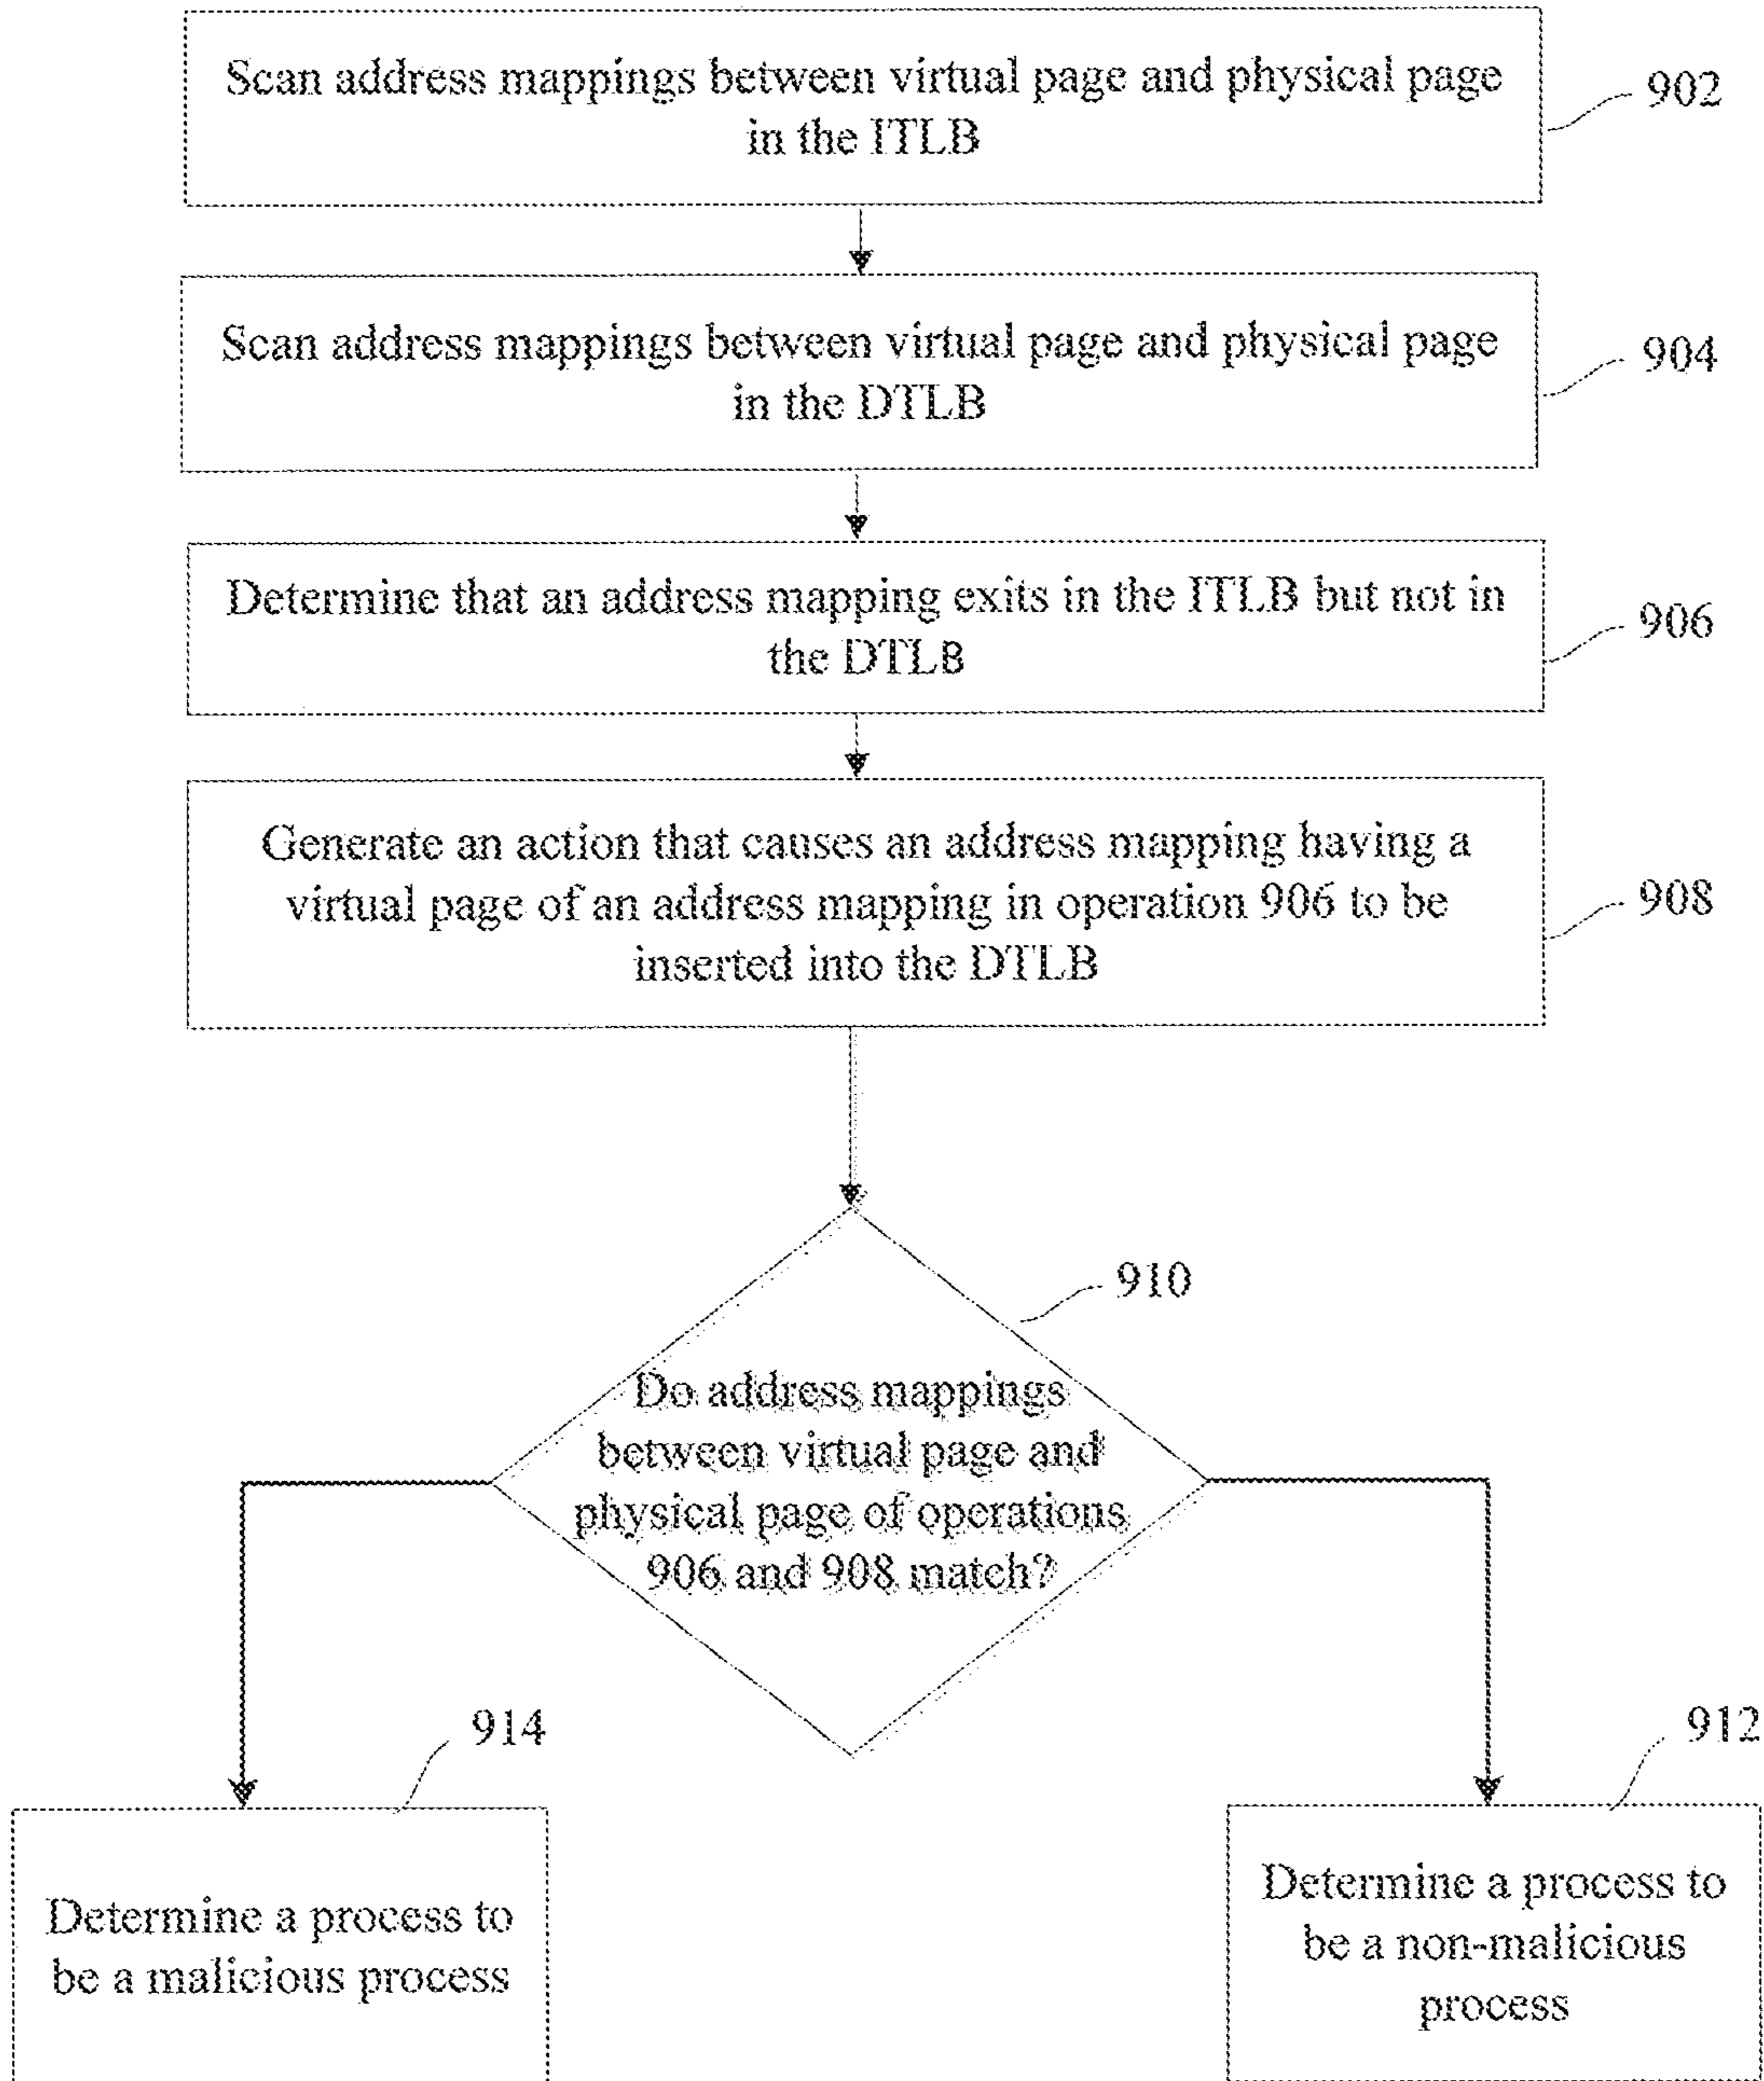 Scan address mappings between virtual page and physical page
in the ITLB
902
Scan address mappings between virtual page and physical page
in the DTLB
904
Determine that an address mapping exits in the ITLB but not in
the DTLB
906
Generate an action that causes an address mapping having a
virtual page of an address mapping in operation 906 to be
inserted into the DTLB
908
910
Do address mappings
between virtual page and
physical page of operations
906 and 908 match?
914
912
Determine a process to
be a malicious process
Determine a process to
be a non-malicious
process